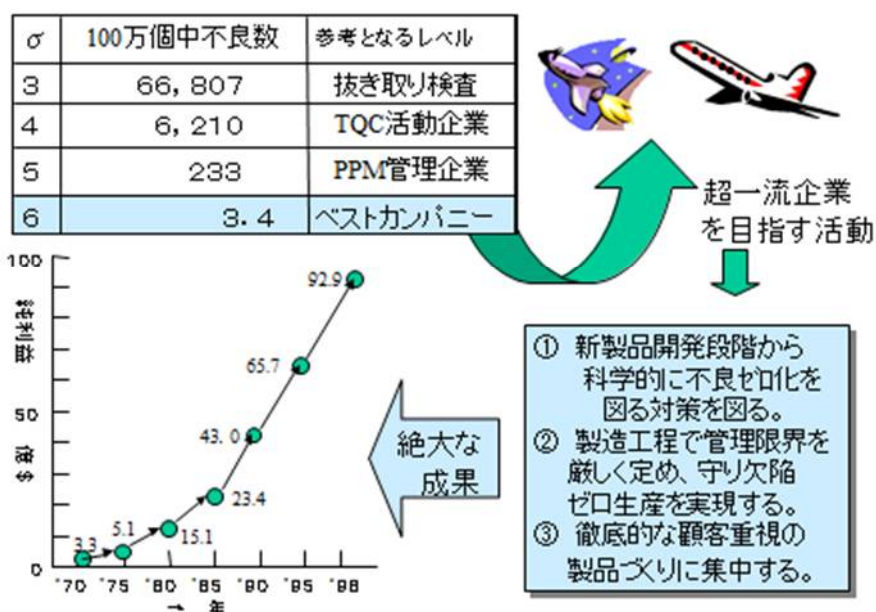 σ 100万個中不良数 参考となるレベル
3 66,807 抜き取り検査
4 6,210 TQC活動企業
5 233 PPM管理企業
6 3.4 ベストカンパニー
超一流企業
を目指す活動
① 新製品開発段階から
科学的に不良ゼロ化を
図る対策を図る。
② 製造工程で管理限界を
厳しく定め、守り欠陥
ゼロ生産を実現する。
③ 徹底的な顧客重視の
製品づくりに集中する。
絶大な
成果
純利益
億$
100
50
0
3.3
5.1
15.1
23.4
43.0
65.7
92.9
'70 '75 '80 '85 '90 '95 '98
→ 年